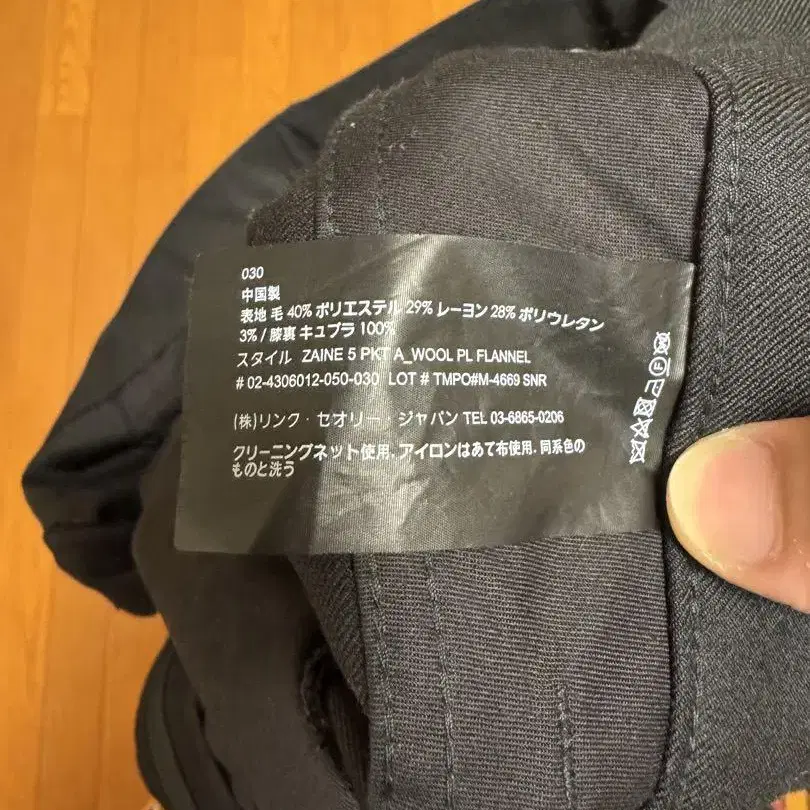 030
中国製
表地 毛 40% ポリエステル 29% レーヨン 28% ポリウレタン
3% / 膝裏 キュプラ 100%
スタイル ZAINE 5 PKT A_WOOL PL FLANNEL
# 02-4306012-050-030 LOT # TMPO#M-4669 SNR
(株)リンク・セオリー・ジャパン TEL 03-6865-0206
クリーニングネット使用、アイロンはあて布使用、同系色の
ものと洗う